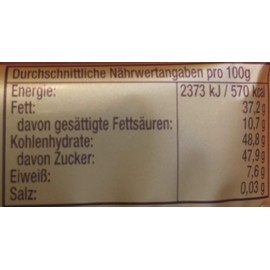 Durchschnittliche Nährwertangaben pro 100g
Energie: 2373 kJ / 570 kcal
Fett: 37,2 g
davon gesättigte Fettsäuren: 10,7 g
Kohlenhydrate: 48,8 g
davon Zucker: 47,9 g
Eiweiß: 7,6 g
Salz: 0,03 g